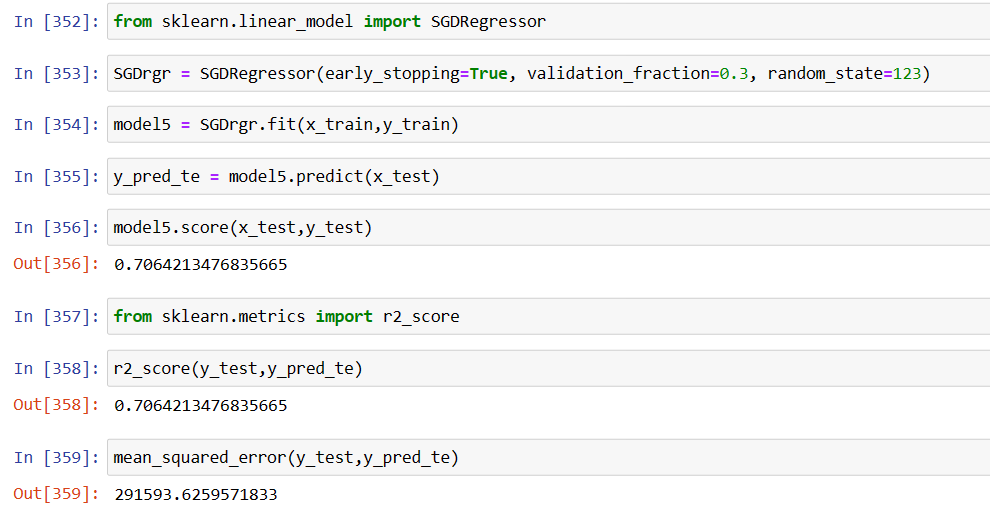 In [352]: from sklearn.linear_model import SGDRegressor
In [353]: SGDrgr = SGDRegressor(early_stopping=True, validation_fraction=0.3, random_state=123)
In [354]: model5 = SGDrgr.fit(x_train,y_train)
In [355]: y_pred_te = model5.predict(x_test)
In [356]: model5.score(x_test,y_test)
Out[356]: 0.7064213476835665
In [357]: from sklearn.metrics import r2_score
In [358]: r2_score(y_test,y_pred_te)
Out[358]: 0.7064213476835665
In [359]: mean_squared_error(y_test,y_pred_te)
Out[359]: 291593.6259571833